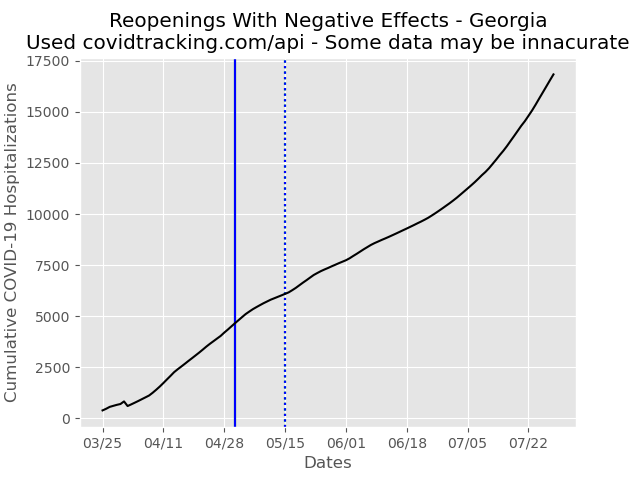 Reopenings With Negative Effects - Georgia
Used covidtracking.com/api - Some data may be innacurate
Cumulative COVID-19 Hospitalizations
17500
15000
12500
10000
7500
5000
2500
0
03/25 04/11 04/28 05/15 06/01 06/18 07/05 07/22
Dates